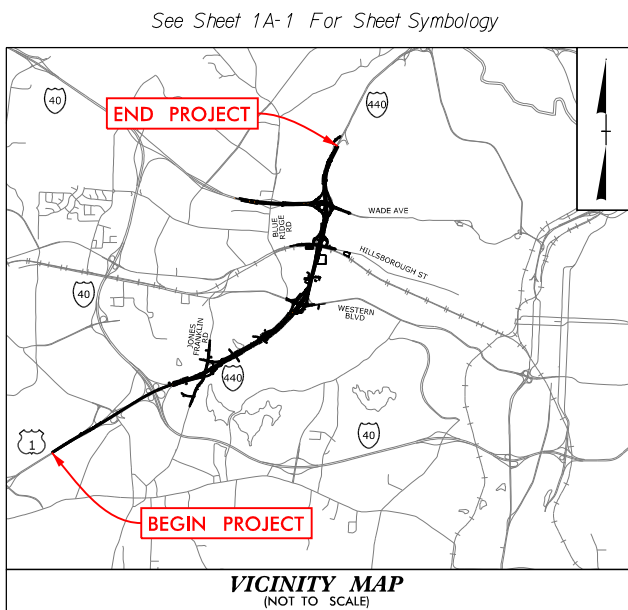 See Sheet 1A-1 For Sheet Symbology
40
440
END PROJECT
WADE AVE
BLUE
RIDGE
RD
HILLSBOROUGH ST
40
WESTERN
BLVD
JONES
FRANKLIN
RD
440
40
1
BEGIN PROJECT
VICINITY MAP
(NOT TO SCALE)